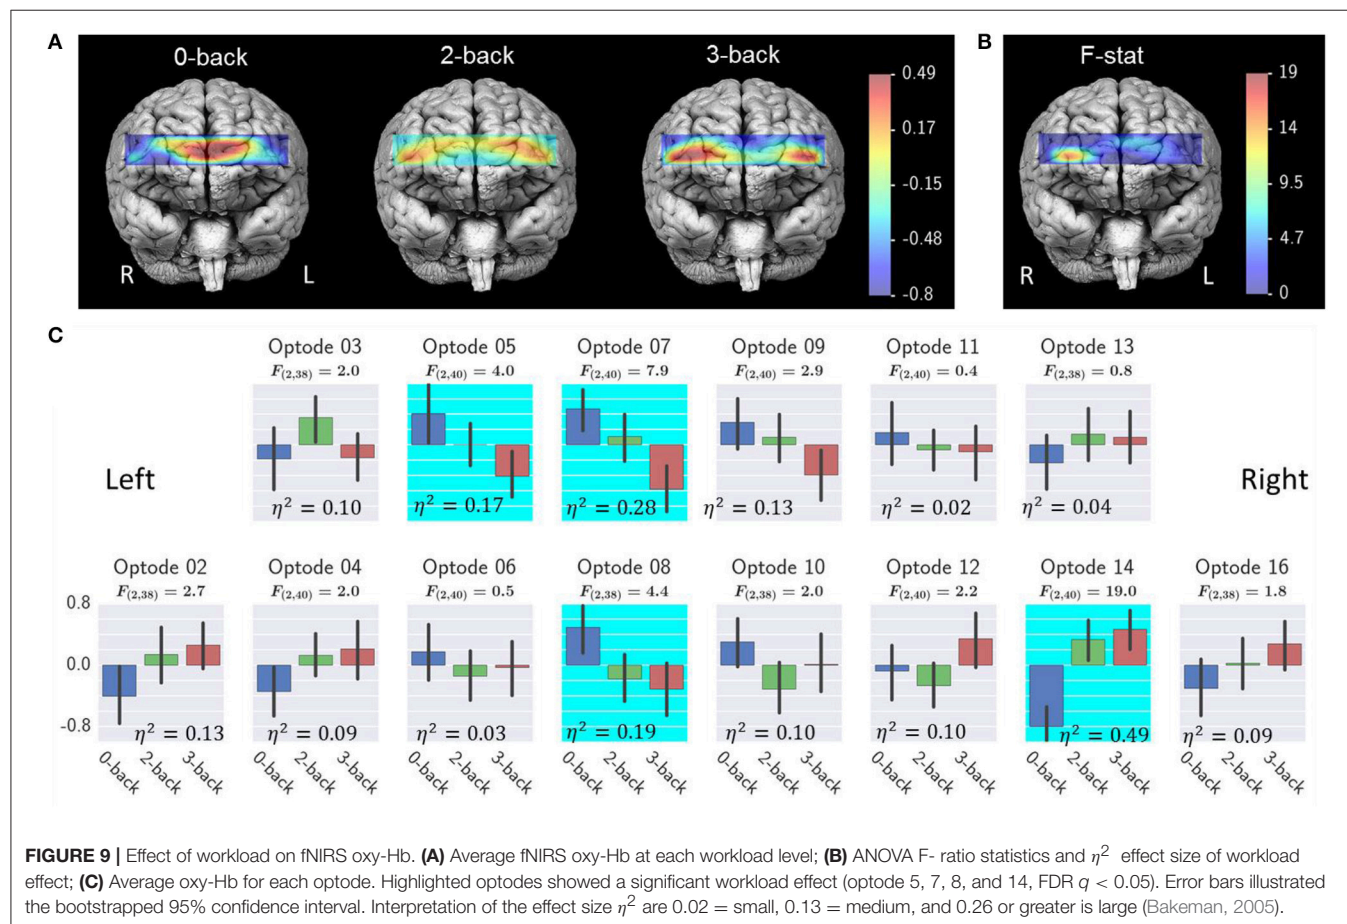 A
B
0-back 2-back 3-back
F-stat
0.49
0.17
-0.15
-0.48
-0.8
19
14
9.5
4.7
0
R L
R L
C
Optode 03 Optode 05 Optode 07 Optode 09 Optode 11 Optode 13
F(2,38) = 2.0 F(2,40) = 4.0 F(2,40) = 7.9 F(2,40) = 2.9 F(2,40) = 0.4 F(2,38) = 0.8
Left Right
η² = 0.10 η² = 0.17 η² = 0.28 η² = 0.13 η² = 0.02 η² = 0.04
Optode 02 Optode 04 Optode 06 Optode 08 Optode 10 Optode 12 Optode 14 Optode 16
F(2,38) = 2.7 F(2,40) = 2.0 F(2,40) = 0.5 F(2,38) = 4.4 F(2,38) = 2.0 F(2,40) = 2.2 F(2,40) = 19.0 F(2,38) = 1.8
0.8
0.0
-0.8
η² = 0.13 η² = 0.09 η² = 0.03 η² = 0.19 η² = 0.10 η² = 0.10 η² = 0.49 η² = 0.09
0-back 2-back 3-back 0-back 2-back 3-back 0-back 2-back 3-back 0-back 2-back 3-back 0-back 2-back 3-back 0-back 2-back 3-back 0-back 2-back 3-back 0-back 2-back 3-back
FIGURE 9 | Effect of workload on fNIRS oxy-Hb. (A) Average fNIRS oxy-Hb at each workload level; (B) ANOVA F- ratio statistics and η² effect size of workload
effect; (C) Average oxy-Hb for each optode. Highlighted optodes showed a significant workload effect (optode 5, 7, 8, and 14, FDR q < 0.05). Error bars illustrated
the bootstrapped 95% confidence interval. Interpretation of the effect size η² are 0.02 = small, 0.13 = medium, and 0.26 or greater is large (Bakeman, 2005).